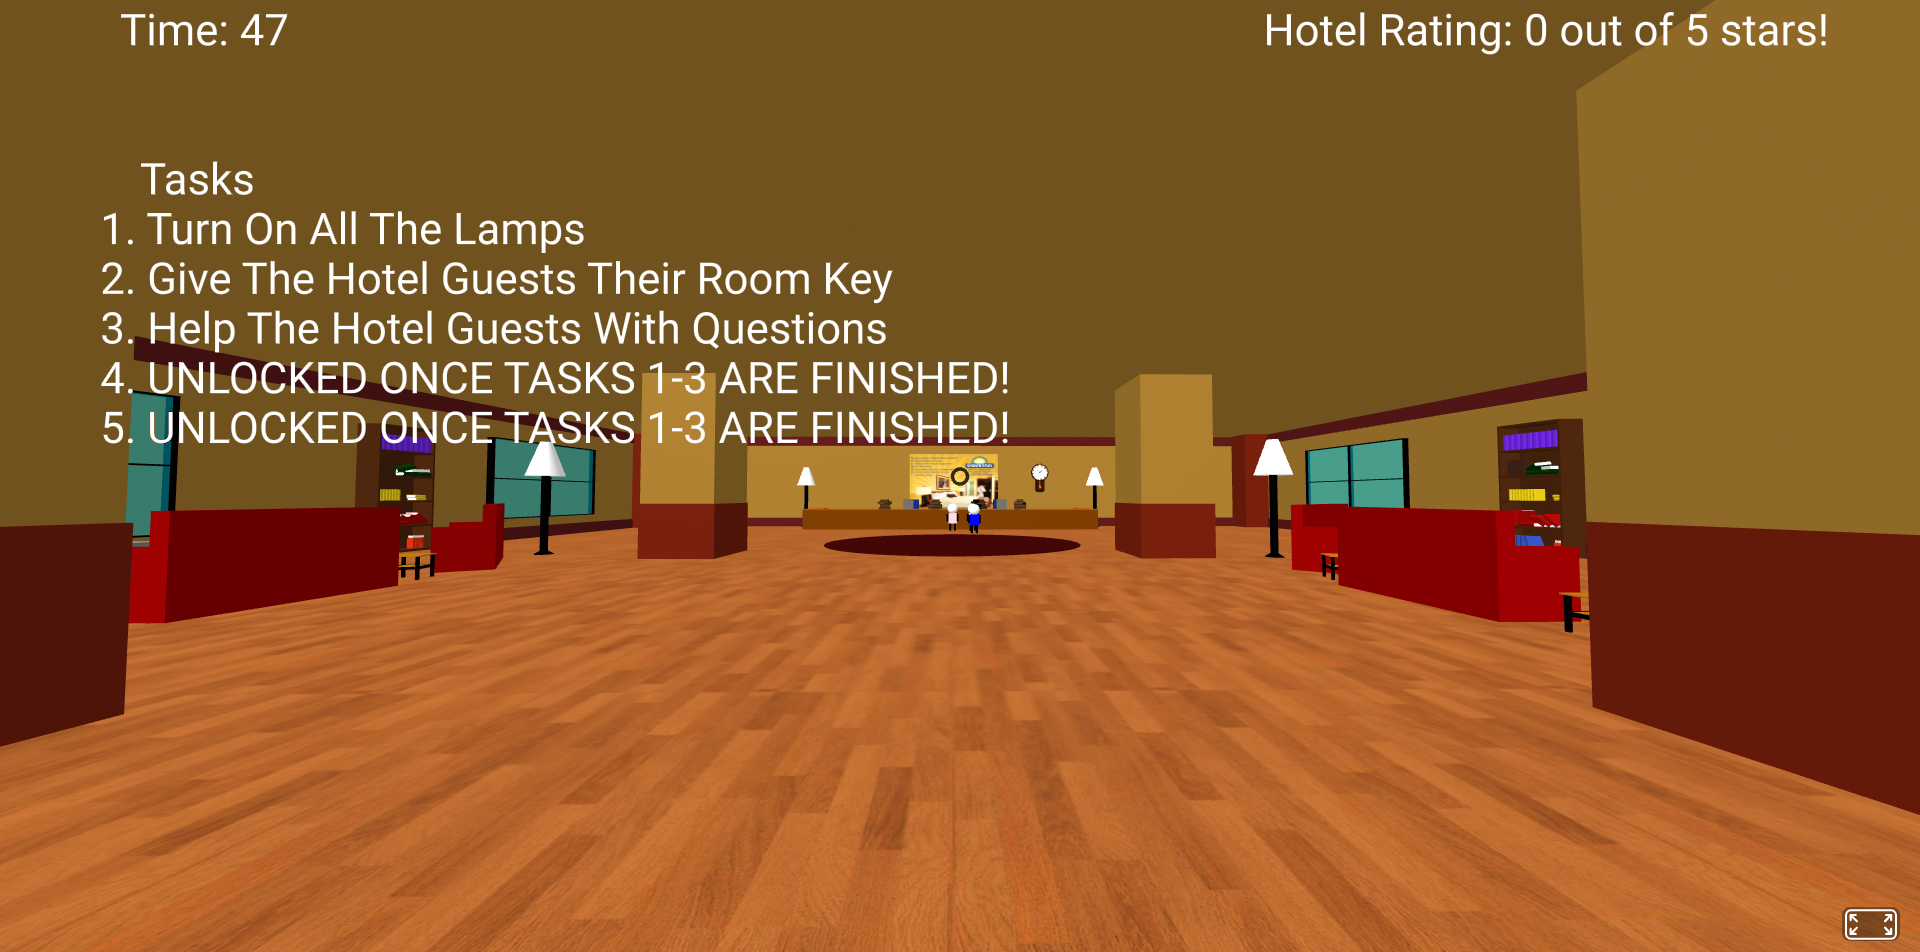 Time: 47
Hotel Rating: 0 out of 5 stars!
Tasks
1. Turn On All The Lamps
2. Give The Hotel Guests Their Room Key
3. Help The Hotel Guests With Questions
4. UNLOCKED ONCE TASKS 1-3 ARE FINISHED!
5. UNLOCKED ONCE TASKS 1-3 ARE FINISHED!